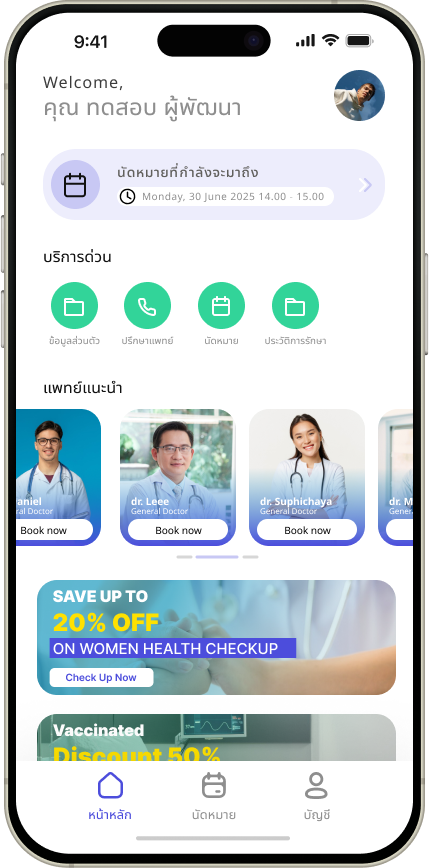 9:41
Welcome,
คุณ ทดสอบ ผู้พัฒนา
นัดหมายที่กำลังจะมาถึง
Monday, 30 June 2025 14.00 - 15.00
บริการด่วน
ข้อมูลส่วนตัว
ปรึกษาแพทย์
นัดหมาย
ประวัติการรักษา
แพทย์แนะนำ
aniel
General Doctor
Book now
dr. Leee
General Doctor
Book now
dr. Suphichaya
General Doctor
Book now
dr. M
General
SAVE UP TO
20% OFF
ON WOMEN HEALTH CHECKUP
Check Up Now
Vaccinated
Discount 50%
หน้าหลัก
นัดหมาย
บัญชี